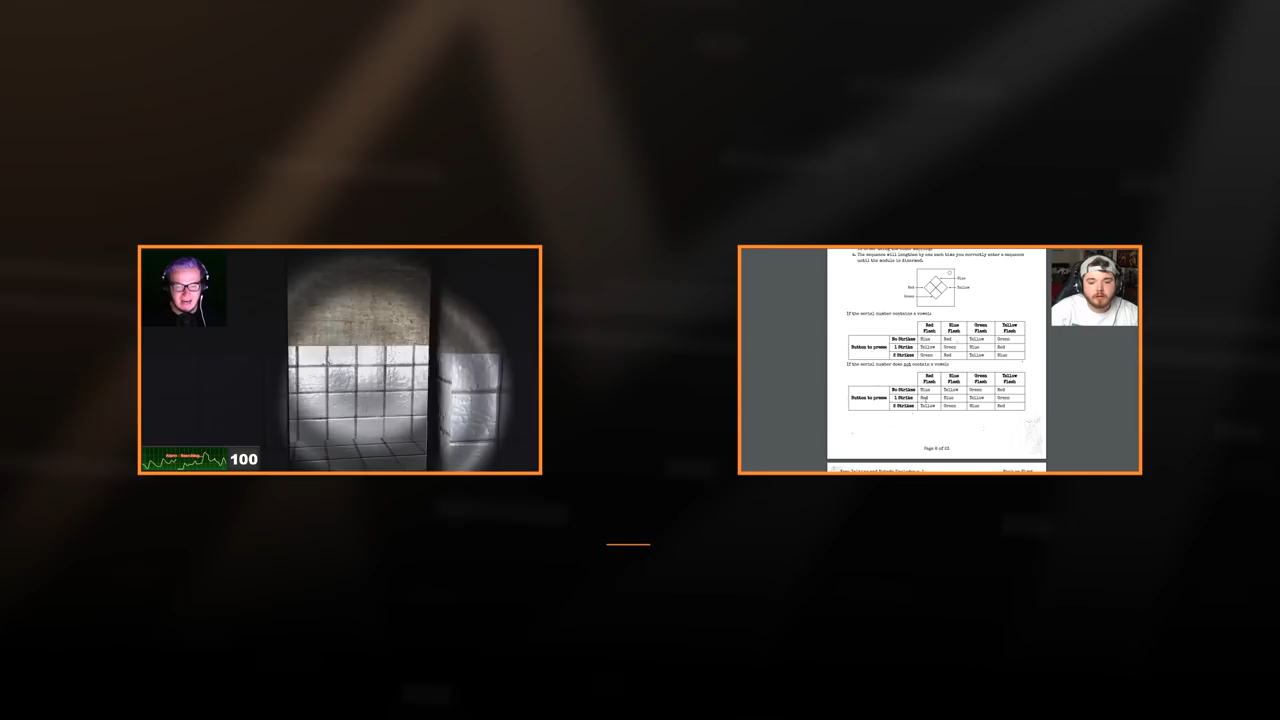 100
a. The sequence will lengthen by one each time you correctly enter a sequence
until the module is disarmed.
Blue
Red
Yellow
Green
If the serial number contains a vowel:
Red Flash Blue Flash Green Flash Yellow Flash
No Strikes Blue Red Yellow Green
Button to press: 1 Strike Yellow Green Blue Red
2 Strikes Green Red Yellow Blue
If the serial number does not contain a vowel:
Red Flash Blue Flash Green Flash Yellow Flash
No Strikes Blue Yellow Green Red
Button to press: 1 Strike Red Blue Yellow Green
2 Strikes Yellow Green Blue Red
Page 8 of 23